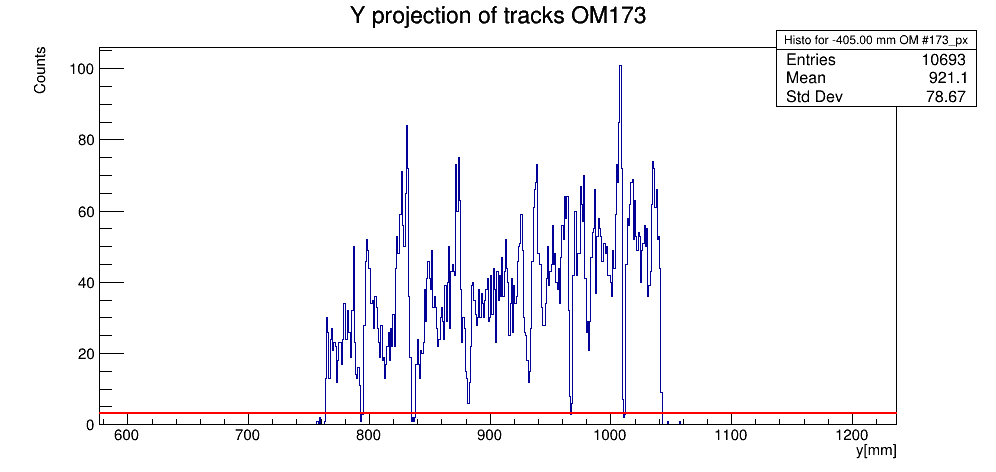 Y projection of tracks OM173
Histo for -405.00 mm OM #173_px
Entries 10693
Mean 921.1
Std Dev 78.67
Counts
100
80
60
40
20
0
600 700 800 900 1000 1100 1200
y[mm]